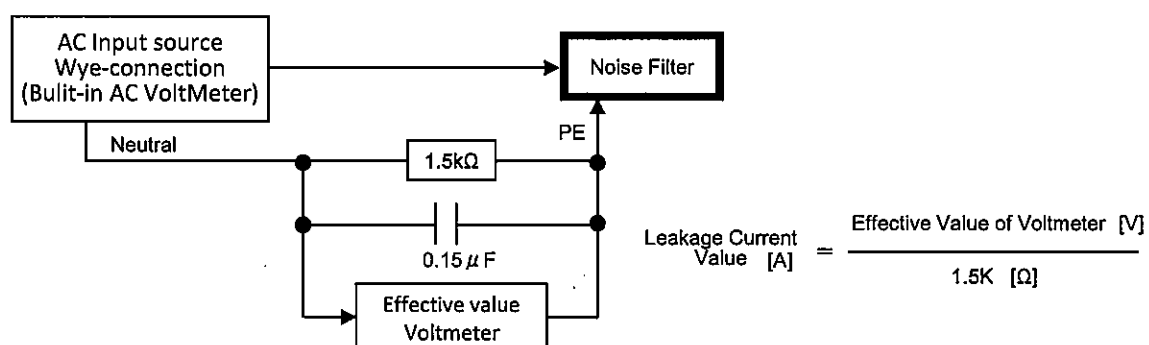 AC Input source
Wye-connection
(Bulit-in AC VoltMeter)
Noise Filter
PE
Neutral
1.5kΩ
0.15μF
Effective value
Voltmeter
Leakage Current
Value [A]
=
Effective Value of Voltmeter [V]
1.5K [Ω]